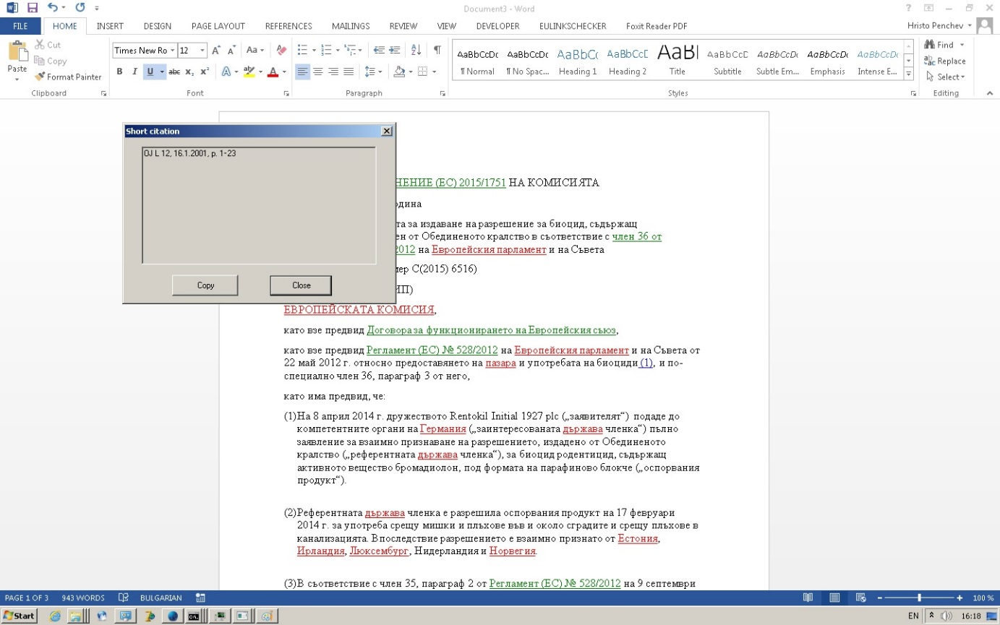 Document3 - Word
FILE HOME INSERT DESIGN PAGE LAYOUT REFERENCES MAILINGS REVIEW VIEW DEVELOPER EULINKSCHECKER Foxit Reader PDF Hristo Penchev
Cut
Copy
Format Painter
Paste
Clipboard
Times New Ro 12
Font
Paragraph
AaBbCcDc AaBbCcDc AaBbC( AaBbCcE AaBl AaBbCcC AaBbCcDc AaBbCcDc AaBbCcDc
¶ Normal ¶ No Spac... Heading 1 Heading 2 Title Subtitle Subtle Em... Emphasis Intense E...
Styles
Find
Replace
Select
Editing
Short citation
OJ L 12, 16.1.2001, p. 1-23
Copy Close
НЕНИЕ (ЕС) 2015/1751 НА КОМИСИЯТА
одина
та за издаване на разрешение за биоцид, съдържащ
ен от Обединеното кралство в съответствие с член 36 от
2012 на Европейския парламент и на Съвета
мер C(2015) 6516)
ИП)
ЕВРОПЕЙСКАТА КОМИСИЯ,
като взе предвид Договора за функционирането на Европейския съюз,
като взе предвид Регламент (ЕС) № 528/2012 на Европейския парламент и на Съвета от
22 май 2012 г. относно предоставянето на пазара и употребата на биоциди (1), и по-
специално член 36, параграф 3 от него,
като има предвид, че:
(1)На 8 април 2014 г. дружеството Rentokil Initial 1927 plc („заявителят“) подаде до
компетентните органи на Германия („заинтересованата държава членка“) пълно
заявление за взаимно признаване на разрешението, издадено от Обединеното
кралство („референтната държава членка“), за биоцид родентицид, съдържащ
активното вещество бромадиолон, под формата на парафиново блокче („оспорвания
продукт“).
(2)Референтната държава членка е разрешила оспорвания продукт на 17 февруари
2014 г. за употреба срещу мишки и плъхове във и около сградите и срещу плъхове в
канализацията. Впоследствие разрешението е взаимно признато от Естония,
Ирландия, Люксембург, Нидерландия и Норвегия.
(3)В съответствие с член 35, параграф 2 от Регламент (ЕС) № 528/2012 на 9 септември
PAGE 1 OF 3 943 WORDS BULGARIAN 100 %
Start EN 16:18